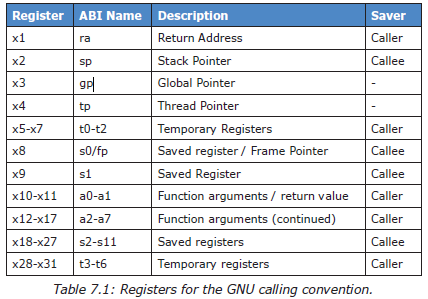 Register ABI Name Description Saver
x1 ra Return Address Caller
x2 sp Stack Pointer Callee
x3 gp Global Pointer -
x4 tp Thread Pointer -
x5-x7 t0-t2 Temporary Registers Caller
x8 s0/fp Saved register / Frame Pointer Callee
x9 s1 Saved Register Callee
x10-x11 a0-a1 Function arguments / return value Caller
x12-x17 a2-a7 Function arguments (continued) Caller
x18-x27 s2-s11 Saved registers Callee
x28-x31 t3-t6 Temporary registers Caller
Table 7.1: Registers for the GNU calling convention.